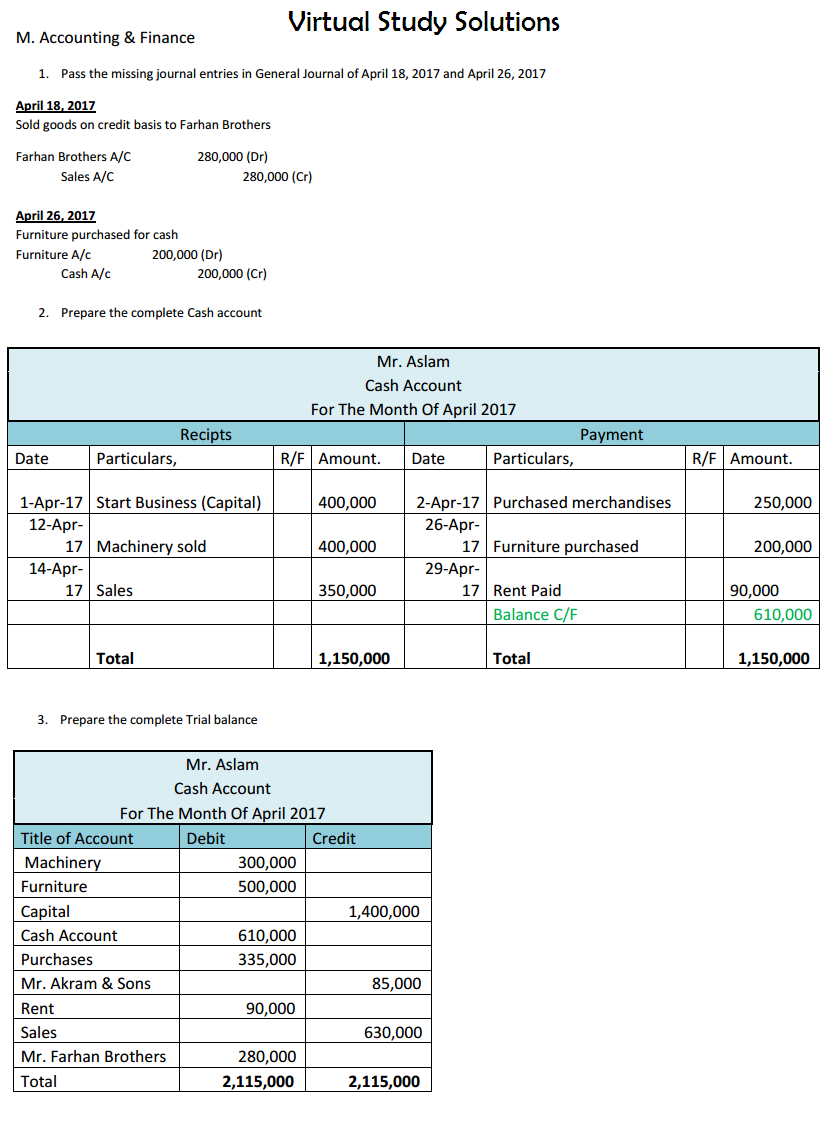 Virtual Study Solutions
M. Accounting & Finance
1. Pass the missing journal entries in General Journal of April 18, 2017 and April 26, 2017
April 18, 2017
Sold goods on credit basis to Farhan Brothers
Farhan Brothers A/C 280,000 (Dr)
Sales A/C 280,000 (Cr)
April 26, 2017
Furniture purchased for cash
Furniture A/c 200,000 (Dr)
Cash A/c 200,000 (Cr)
2. Prepare the complete Cash account
Mr. Aslam
Cash Account
For The Month Of April 2017
Recipts Payment
Date Particulars, R/F Amount. Date Particulars, R/F Amount.
1-Apr-17 Start Business (Capital) 400,000 2-Apr-17 Purchased merchandises 250,000
12-Apr- 26-Apr-
17 Machinery sold 400,000 17 Furniture purchased 200,000
14-Apr- 29-Apr-
17 Sales 350,000 17 Rent Paid 90,000
Balance C/F 610,000
Total 1,150,000 Total 1,150,000
3. Prepare the complete Trial balance
Mr. Aslam
Cash Account
For The Month Of April 2017
Title of Account Debit Credit
Machinery 300,000
Furniture 500,000
Capital 1,400,000
Cash Account 610,000
Purchases 335,000
Mr. Akram & Sons 85,000
Rent 90,000
Sales 630,000
Mr. Farhan Brothers 280,000
Total 2,115,000 2,115,000